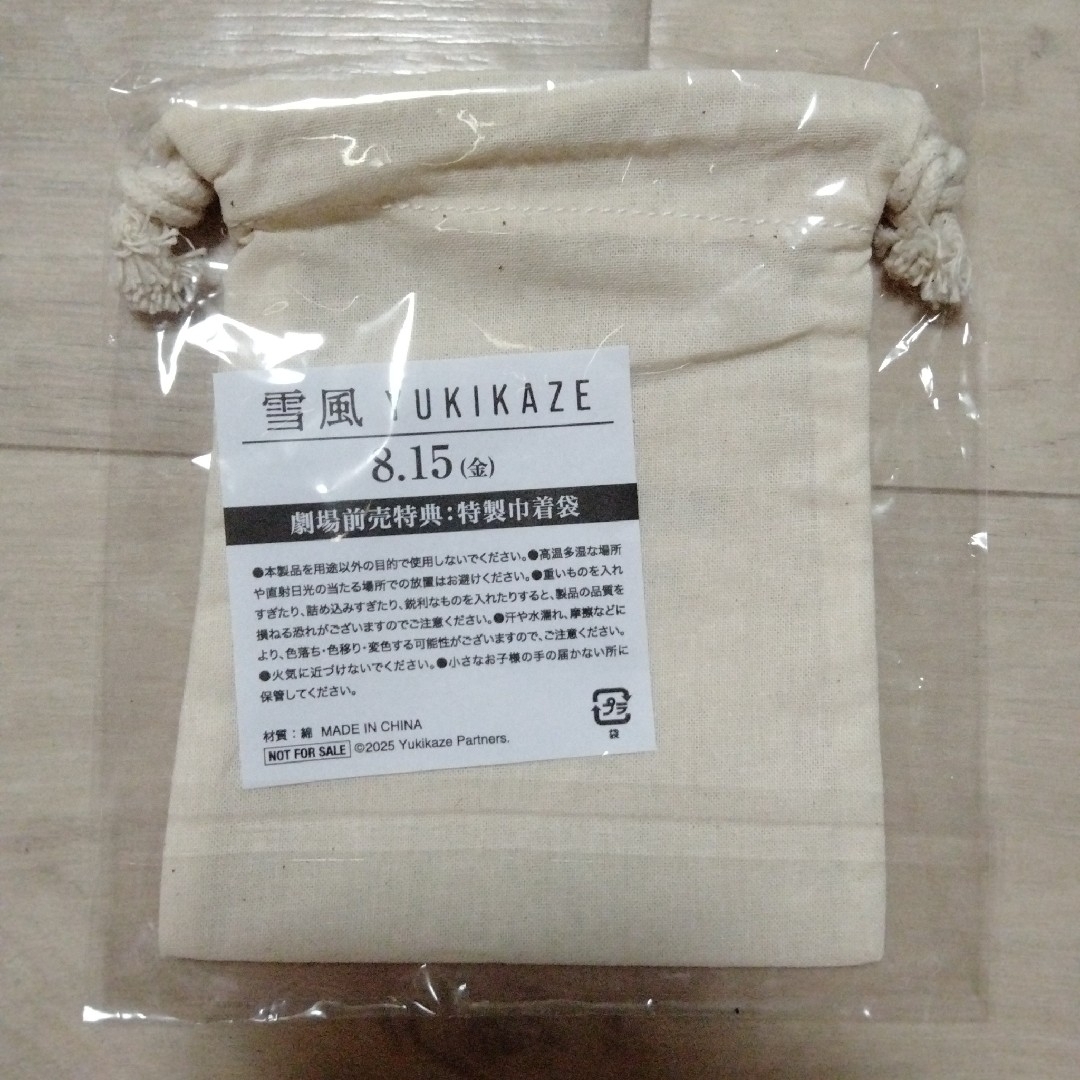 雪風 YUKIKAZE
8.15(金)
劇場前売特典:特製巾着袋
●本製品を用途以外の目的で使用しないでください。●高温多湿な場所
や直射日光の当たる場所での放置はお避けください。●重いものを入れ
すぎたり、詰め込みすぎたり、鋭利なものを入れたりすると、製品の品質を
損ねる恐れがございますのでご注意ください。●汗や水濡れ、摩擦などに
より、色落ち・色移り・変色する可能性がございますので、ご注意ください。
●火気に近づけないでください。●小さなお子様の手の届かない所に
保管してください。
材質:綿 MADE IN CHINA
NOT FOR SALE ©2025 Yukikaze Partners.
プラ
袋